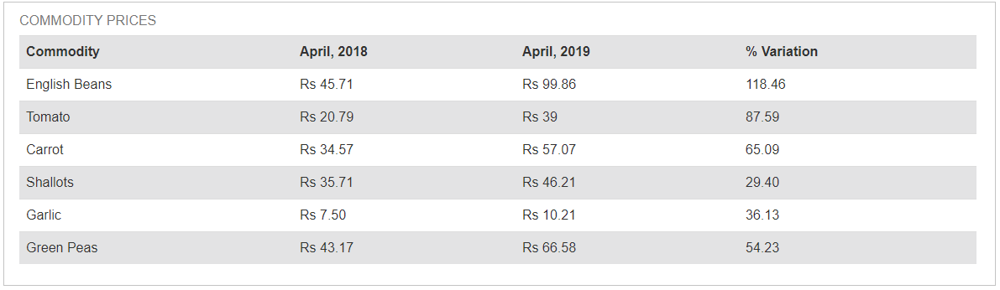 COMMODITY PRICES
Commodity April, 2018 April, 2019 % Variation
English Beans Rs 45.71 Rs 99.86 118.46
Tomato Rs 20.79 Rs 39 87.59
Carrot Rs 34.57 Rs 57.07 65.09
Shallots Rs 35.71 Rs 46.21 29.40
Garlic Rs 7.50 Rs 10.21 36.13
Green Peas Rs 43.17 Rs 66.58 54.23